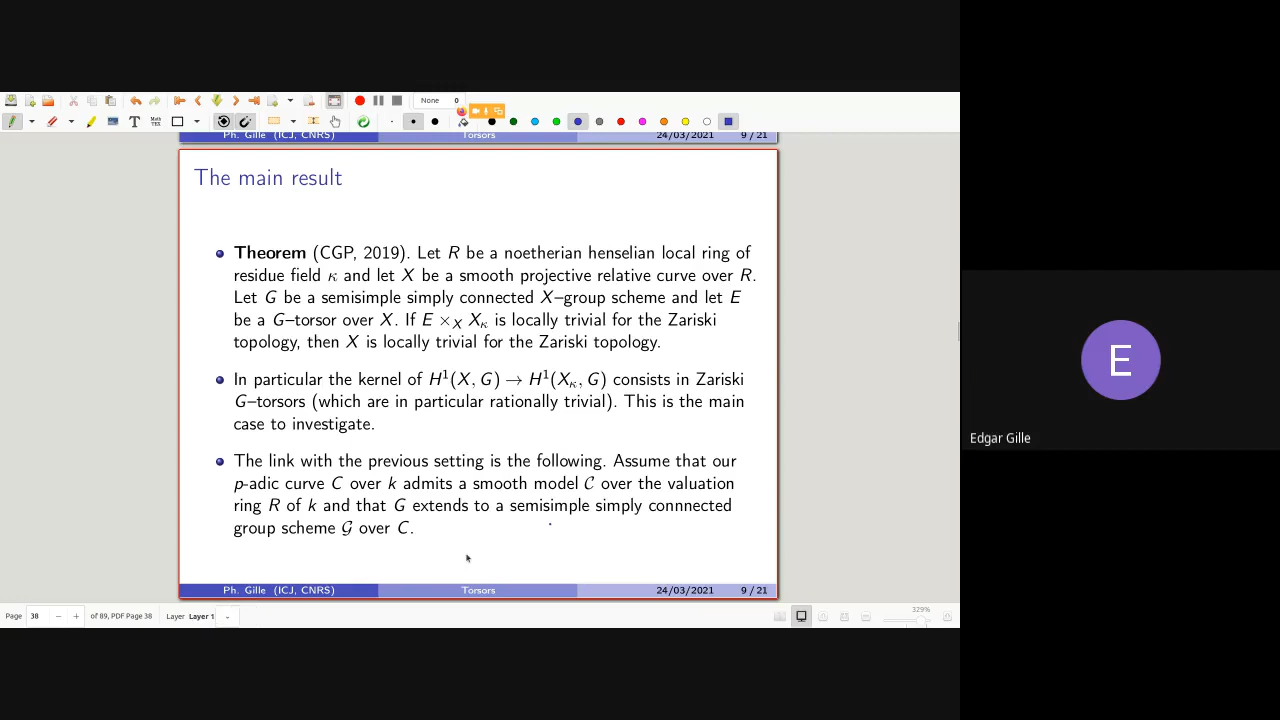 None 0
T Math TEX
Ph. Gille (ICJ, CNRS) Torsors 24/03/2021 9 / 21
The main result
Theorem (CGP, 2019). Let R be a noetherian henselian local ring of
residue field κ and let X be a smooth projective relative curve over R.
Let G be a semisimple simply connected X–group scheme and let E
be a G–torsor over X. If E ×_X X_κ is locally trivial for the Zariski
topology, then X is locally trivial for the Zariski topology.
In particular the kernel of H¹(X, G) → H¹(X_κ, G) consists in Zariski
G–torsors (which are in particular rationally trivial). This is the main
case to investigate.
The link with the previous setting is the following. Assume that our
p-adic curve C over k admits a smooth model 𝒞 over the valuation
ring R of k and that G extends to a semisimple simply connnected
group scheme 𝒢 over C.
Ph. Gille (ICJ, CNRS) Torsors 24/03/2021 9 / 21
Page 38 − + of 89, PDF Page 38 Layer Layer 1 329%
E
Edgar Gille